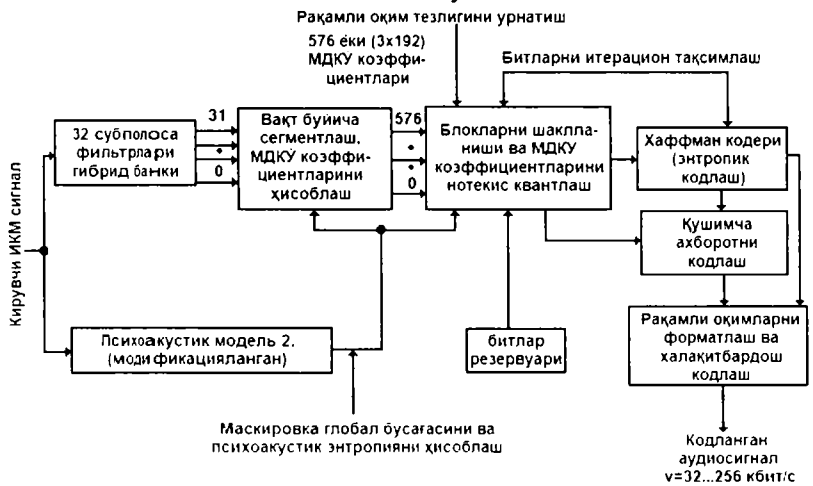 Рақамли оқим тезлигини урнатиш
576 ёки (3х192)
МДКУ коэффи-
циентлари
Битларни итерацион тақсимлаш
Кирувчи ИКМ сигнал
32 субполоса
фильтрлари
гибрид банки
31
0
Вақт буйича
сегментлаш.
МДКУ коэффи-
циентларини
ҳисоблаш
576
0
Блокларни шаклла-
ниши ва МДКУ
коэффициентларини
нотекис квантлаш
Хаффман кодери
(энтропик
кодлаш)
Қушимча
ахборотни
кодлаш
Психоакустик модель 2.
(модификацияланган)
битлар
резервуари
Рақамли оқимларни
форматлаш ва
халақитбардош
кодлаш
Маскировка глобал бусағасини ва
психоакустик энтропияни ҳисоблаш
Кодланган
аудиосигнал
v=32...256 кбит/с